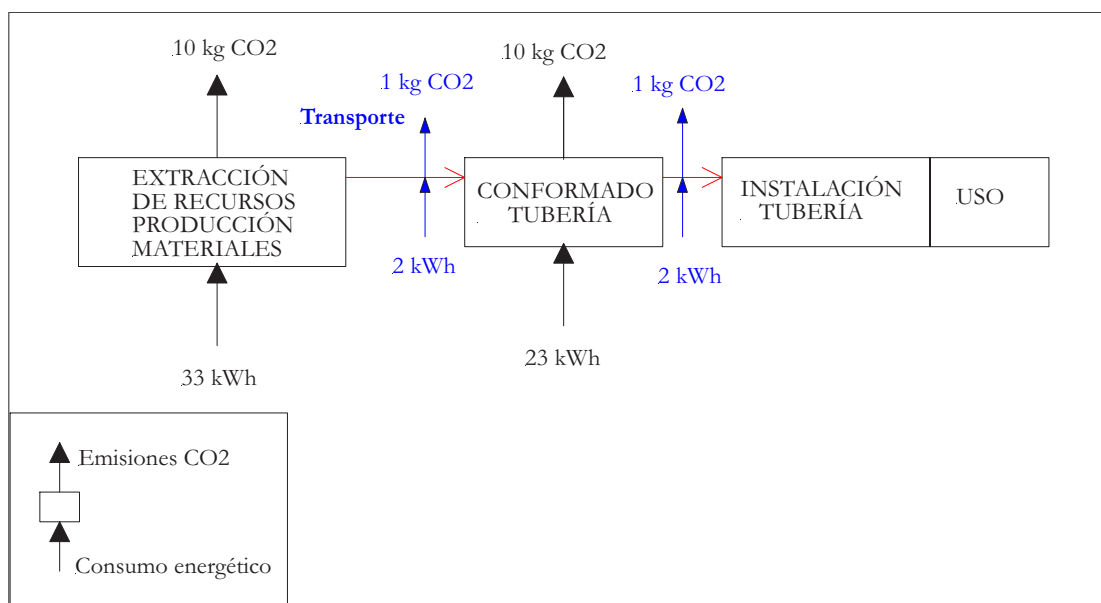 10 kg CO2
10 kg CO2
1 kg CO2
1 kg CO2
Transporte
EXTRACCIÓN
DE RECURSOS
PRODUCCIÓN
MATERIALES
CONFORMADO
TUBERÍA
INSTALACIÓN
TUBERÍA
USO
2 kWh
2 kWh
33 kWh
23 kWh
Emisiones CO2
Consumo energético